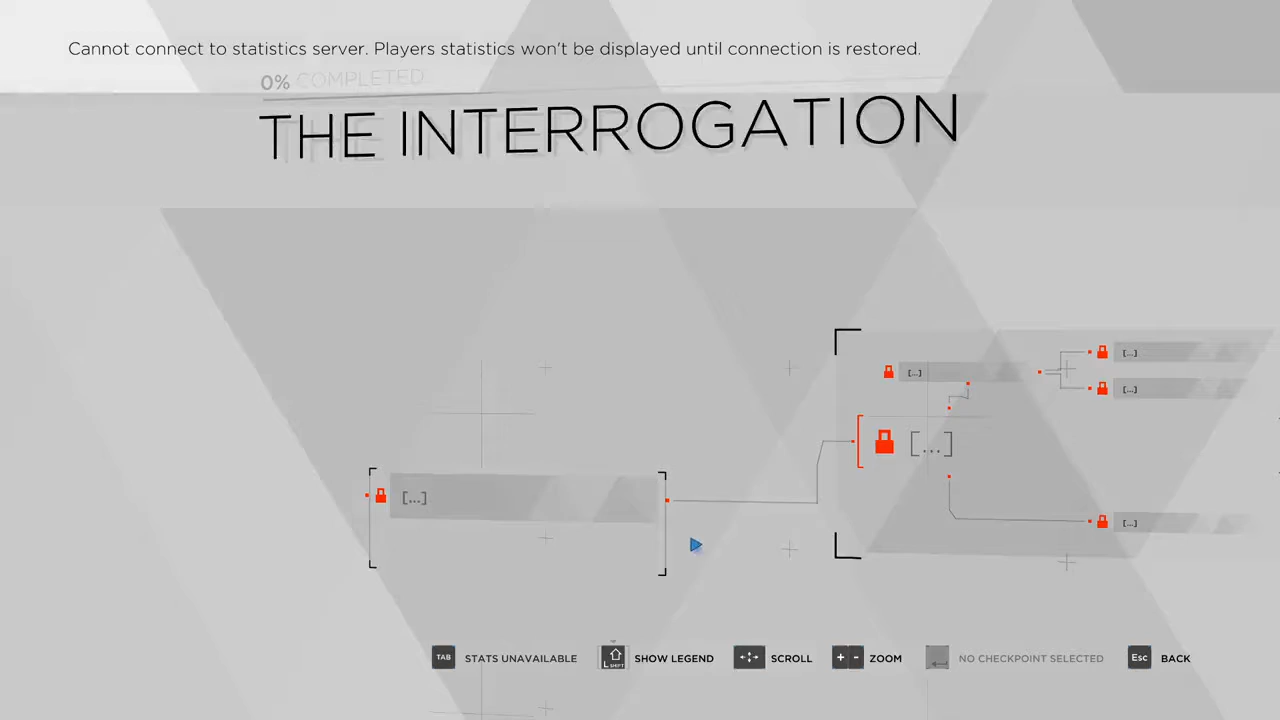 Cannot connect to statistics server. Players statistics won't be displayed until connection is restored.
0% COMPLETED
THE INTERROGATION
[...]
[...]
[...]
[...]
[...]
[...]
TAB STATS UNAVAILABLE L SHIFT SHOW LEGEND SCROLL + - ZOOM NO CHECKPOINT SELECTED Esc BACK